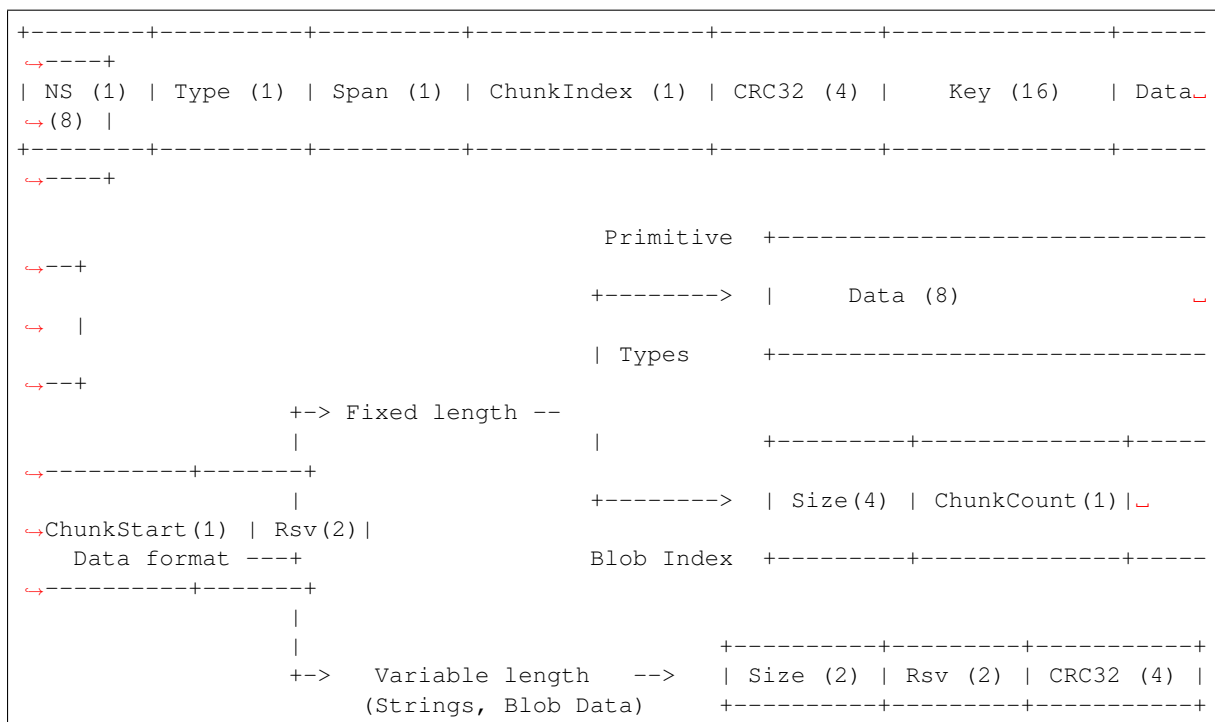 +--------+----------+----------+---------------+-----------+---------------+------
↪----+
| NS (1) | Type (1) | Span (1) | ChunkIndex (1) | CRC32 (4) |    Key (16)   | Data␣
↪(8) |
+--------+----------+----------+---------------+-----------+---------------+------
↪----+
Primitive  +-----------------------------
↪--+
+-------->  |     Data (8)                ␣
↪  |
| Types     +-----------------------------
↪--+
+-> Fixed length --
|                   |           +---------+--------------+-----
↪----------+-------+
|                   +-------->  | Size(4) | ChunkCount(1)|␣
↪ChunkStart(1) | Rsv(2)|
Data format ---+                   Blob Index  +---------+--------------+-----
↪----------+-------+
|
|                            +----------+---------+-----------+
+->   Variable length   -->  | Size (2) | Rsv (2) | CRC32 (4) |
(Strings, Blob Data)     +----------+---------+-----------+